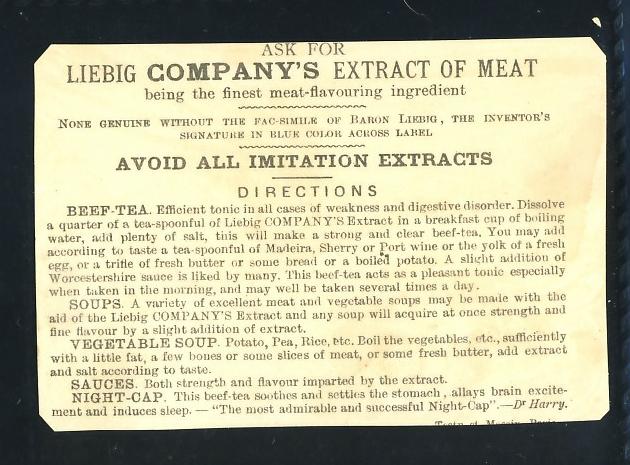 ASK FOR
LIEBIG COMPANY'S EXTRACT OF MEAT
being the finest meat-flavouring ingredient
NONE GENUINE WITHOUT THE FAC-SIMILE OF BARON LIEBIG, THE INVENTOR'S
SIGNATURE IN BLUE COLOR ACROSS LABEL
AVOID ALL IMITATION EXTRACTS
DIRECTIONS
BEEF-TEA. Efficient tonic in all cases of weakness and digestive disorder. Dissolve
a quarter of a tea-spoonful of Liebig COMPANY'S Extract in a breakfast cup of boiling
water, add plenty of salt, this will make a strong and clear beef-tea. You may add
according to taste a tea-spoonful of Madeira, Sherry or Port wine or the yolk of a fresh
egg, or a trifle of fresh butter or some bread or a boiled potato. A slight addition of
Worcestershire sauce is liked by many. This beef-tea acts as a pleasant tonic especially
when taken in the morning, and may well be taken several times a day.
SOUPS. A variety of excellent meat and vegetable soups may be made with the
aid of the Liebig COMPANY'S Extract and any soup will acquire at once strength and
fine flavour by a slight addition of extract.
VEGETABLE SOUP. Potato, Pea, Rice, etc. Boil the vegetables, etc., sufficiently
with a little fat, a few bones or some slices of meat, or some fresh butter, add extract
and salt according to taste.
SAUCES. Both strength and flavour imparted by the extract.
NIGHT-CAP. This beef-tea soothes and settles the stomach, allays brain excite-
ment and induces sleep. — "The most admirable and successful Night-Cap".—Dr Harry.